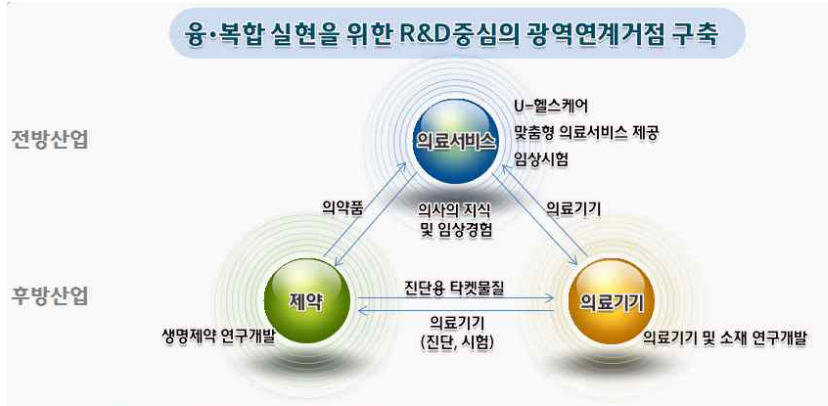 융·복합 실현을 위한 R&D중심의 광역연계거점 구축
전방산업
의료서비스
U-헬스케어
맞춤형 의료서비스 제공
임상시험
의약품
의사의 지식
및 임상경험
의료기기
후방산업
제약
생명제약 연구개발
진단용 타켓물질
의료기기
(진단, 시험)
의료기기
의료기기 및 소재 연구개발